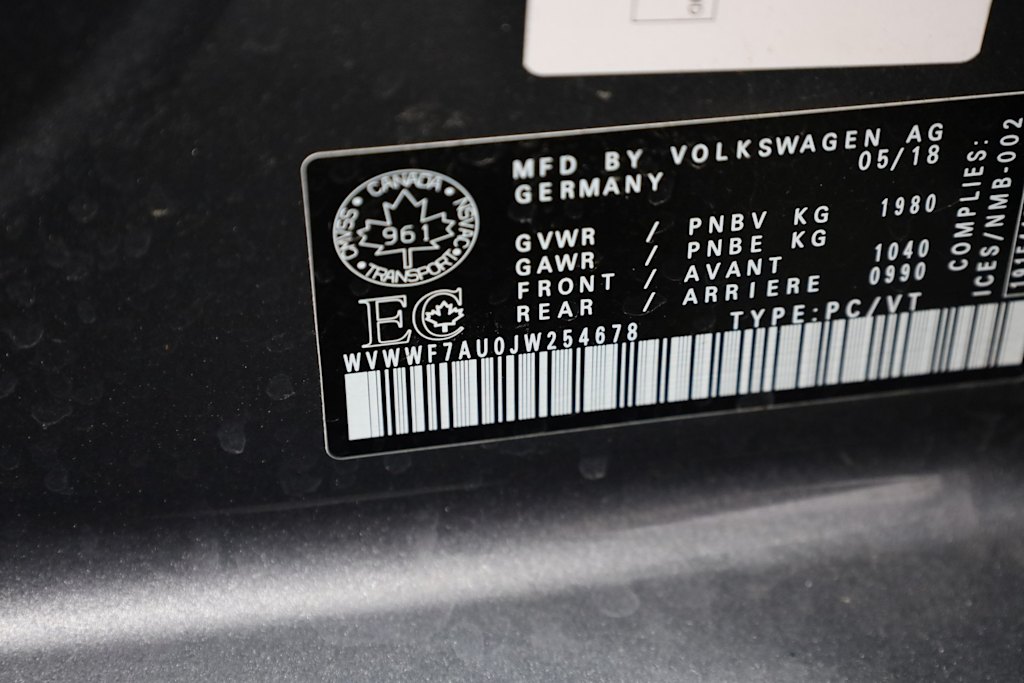 MFD BY VOLKSWAGEN AG
GERMANY 05/18
GVWR / PNBV KG 1980
GAWR / PNBE KG
FRONT / AVANT 1040
REAR / ARRIERE 0990
TYPE:PC/VT
CANADA
CMVSS 961 NSVAC
TRANSPORT
EC
WVWWF7AU0JW254678
COMPLIES:
ICES/NMB-002